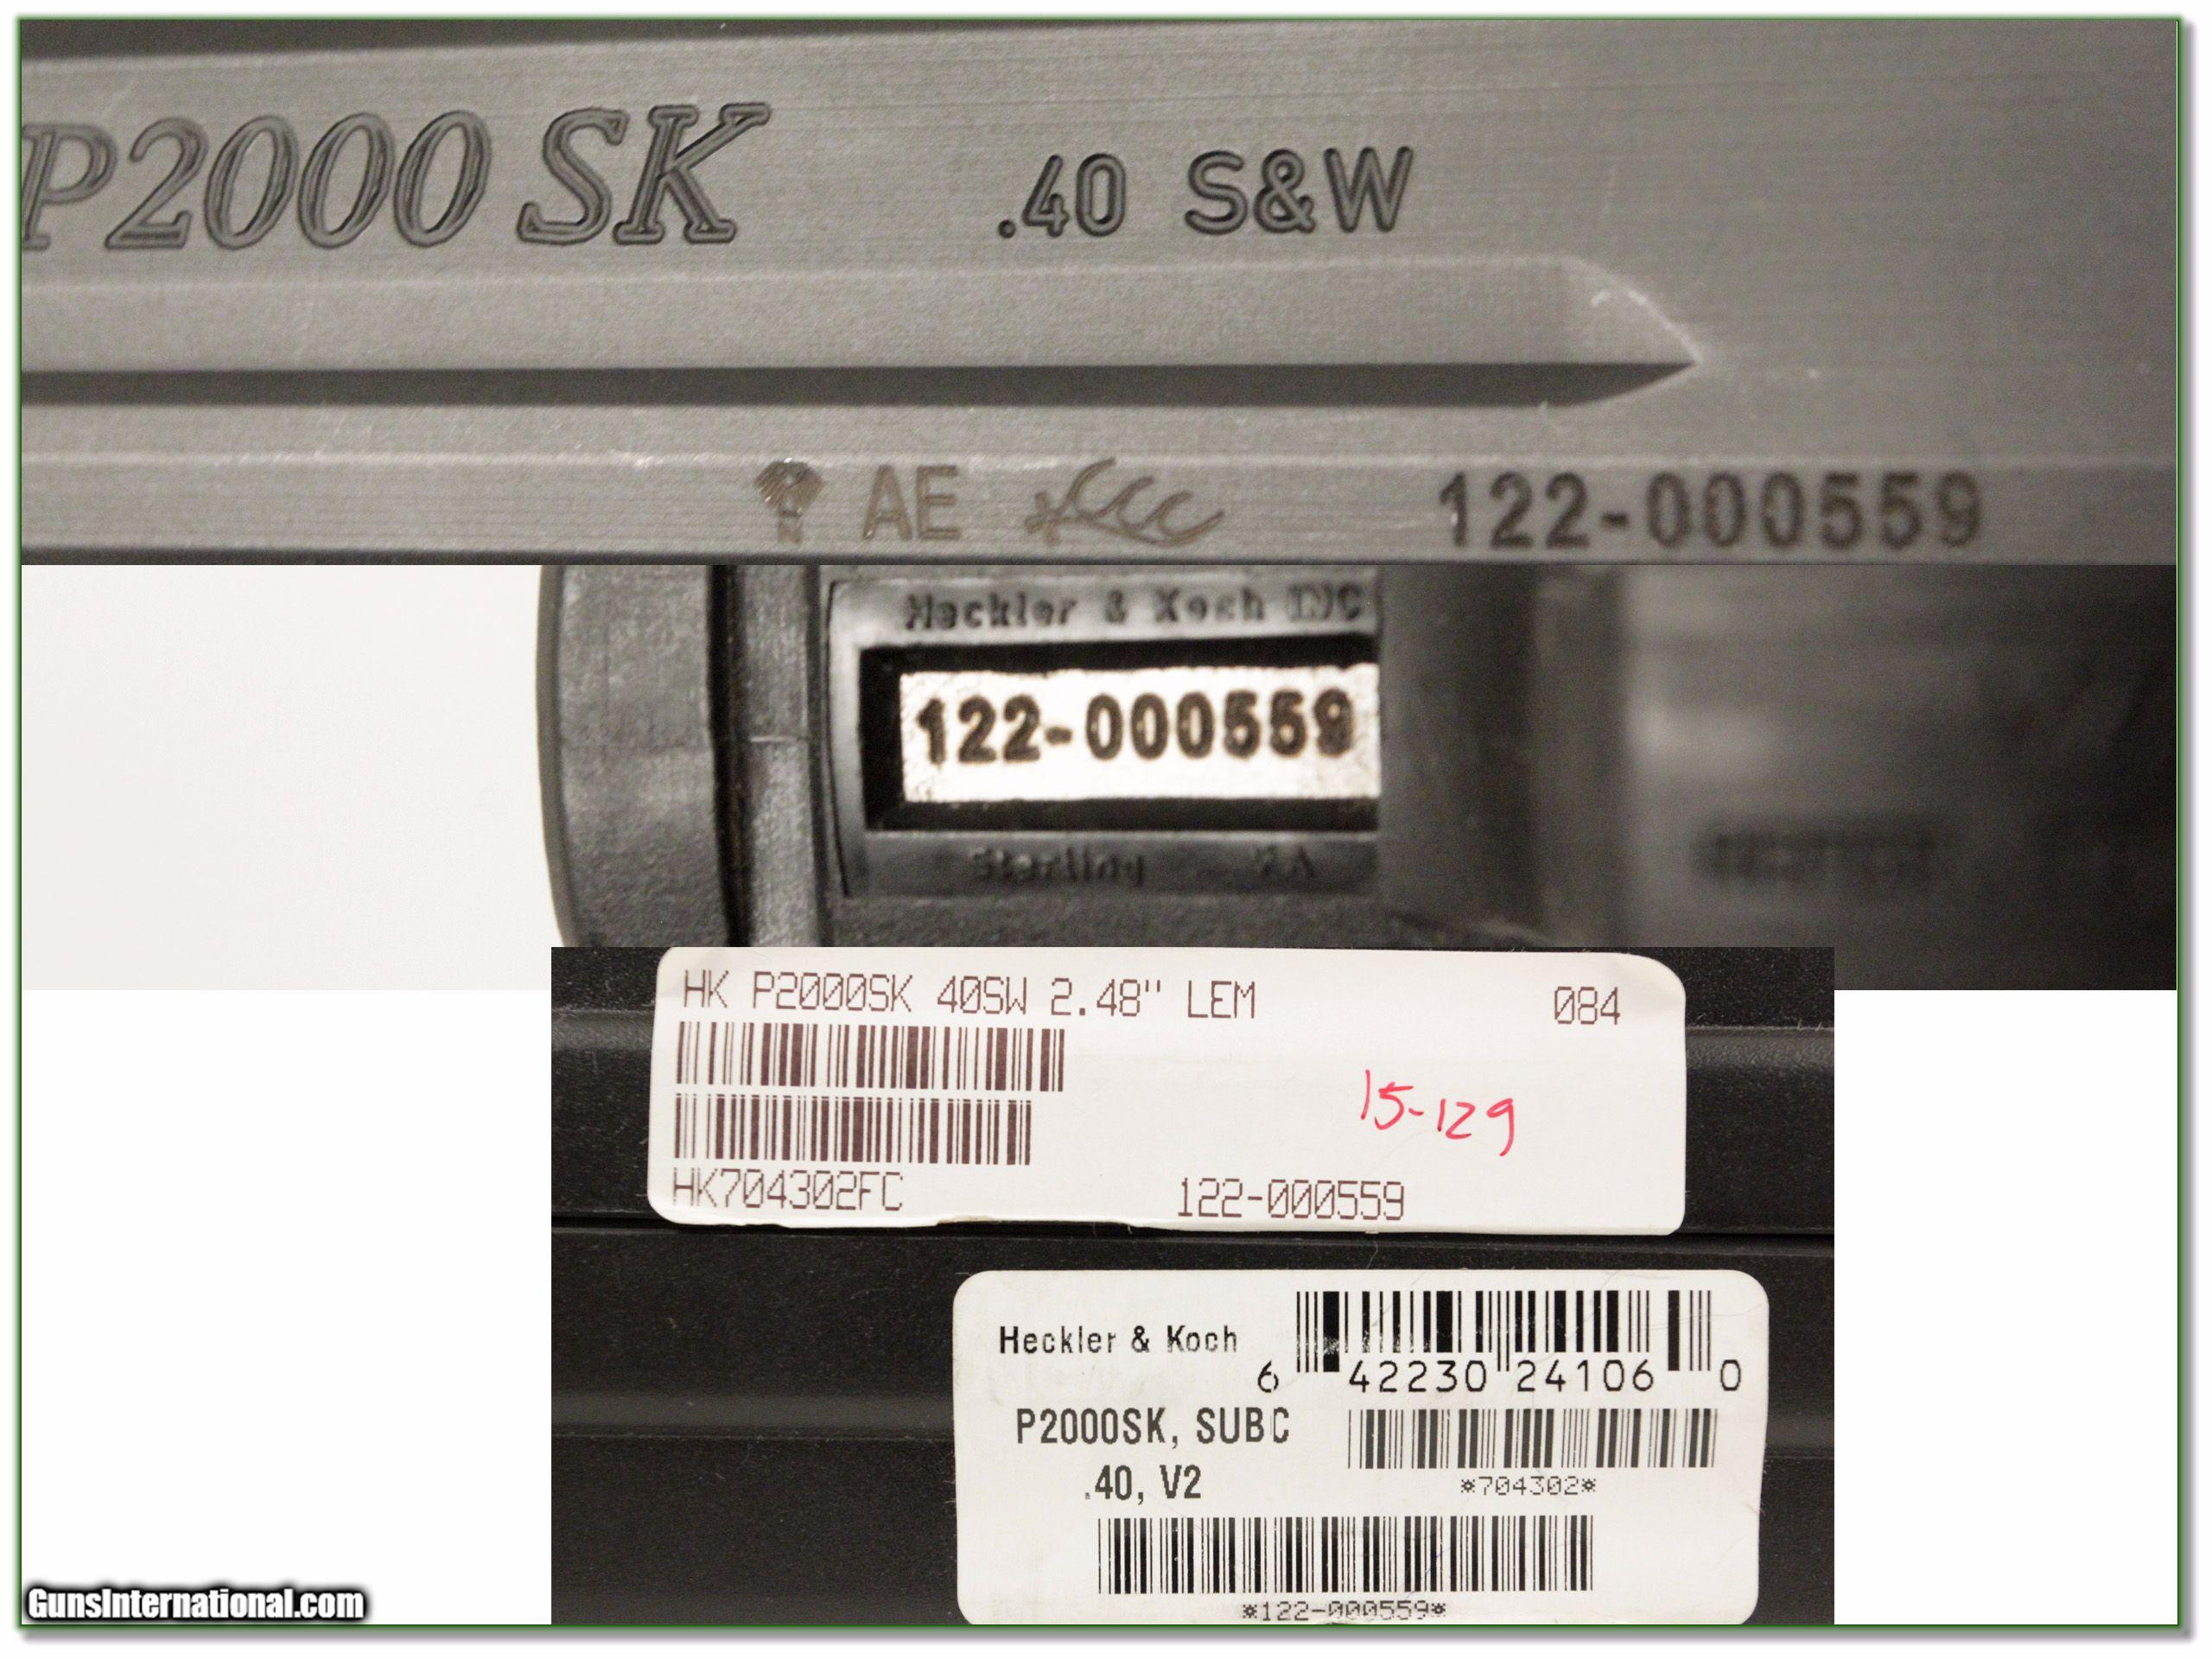 P2000 SK .40 S&W
AE 122-000559
Heckler & Koch INC
122-000559
Sterling VA
HK P2000SK 40SW 2.48" LEM 084
15-129
HK704302FC 122-000559
Heckler & Koch
6 42230 24106 0
P2000SK, SUBC
.40, V2
*704302*
*122-000559*
GunsInternational.com